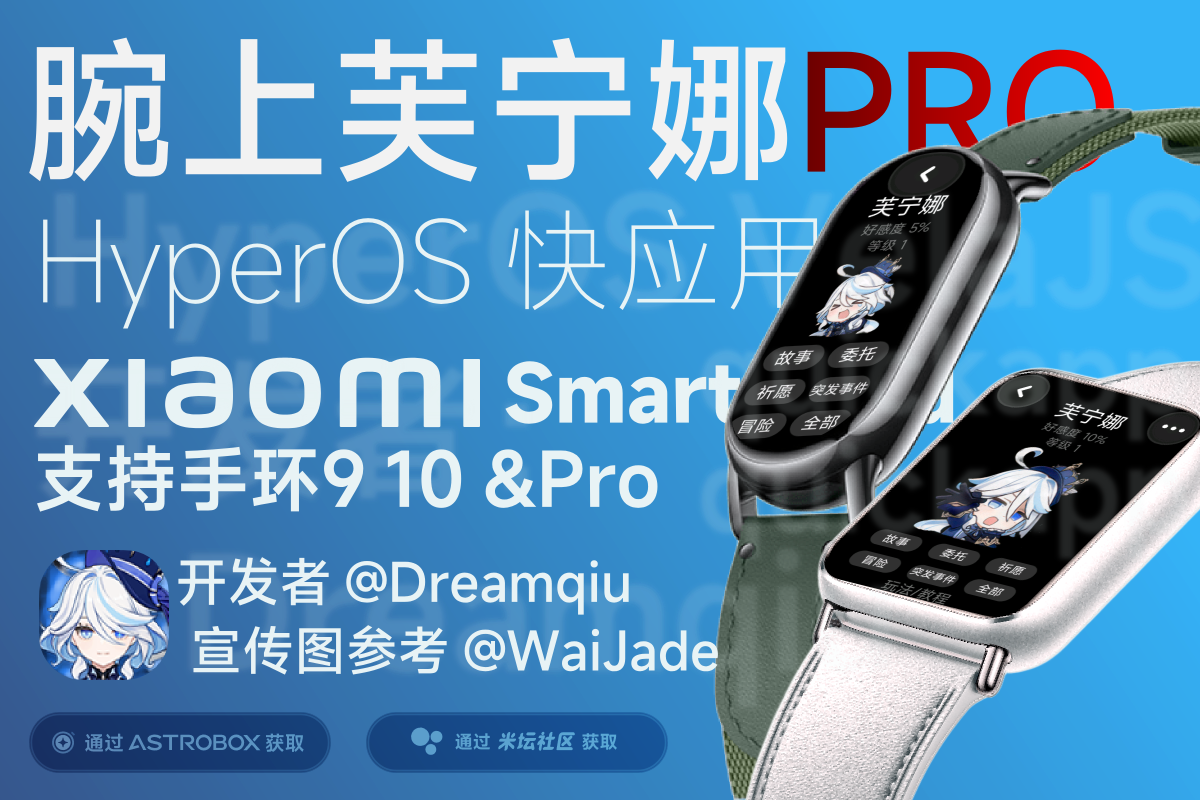 腕上芙宁娜PRO
HyperOS 快应用
xiaomi Smart
支持手环9 10 &Pro
开发者 @Dreamqiu
宣传图参考 @WaiJade
通过 ASTROBOX 获取
通过 米坛社区 获取
芙宁娜
好感度 5%
等级 1
故事 委托
祈愿 突发事件
冒险 全部
芙宁娜
好感度 10%
等级 1
故事 委托 祈愿
冒险 突发事件 全部
玩法/教程